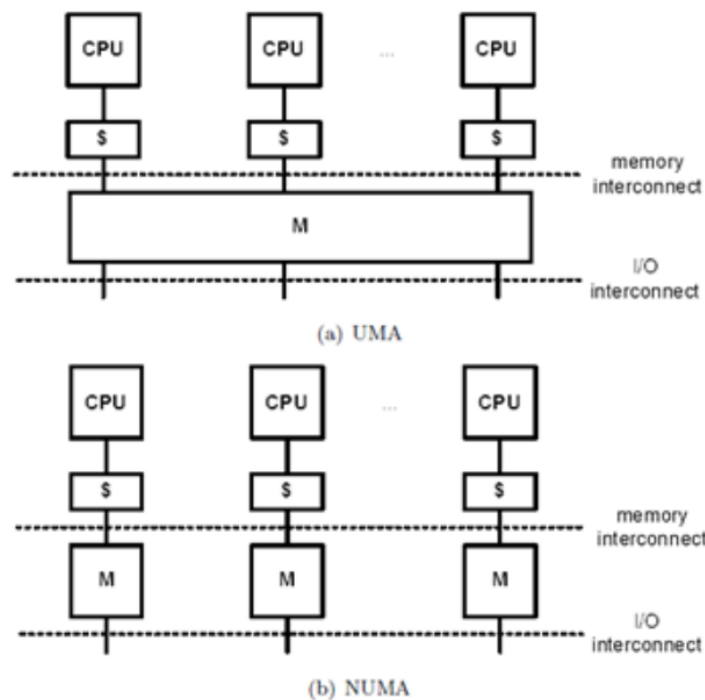 CPU CPU ... CPU
$ $ $
memory
interconnect
M
I/O
interconnect
(a) UMA
CPU CPU ... CPU
$ $ $
memory
interconnect
M M M
I/O
interconnect
(b) NUMA